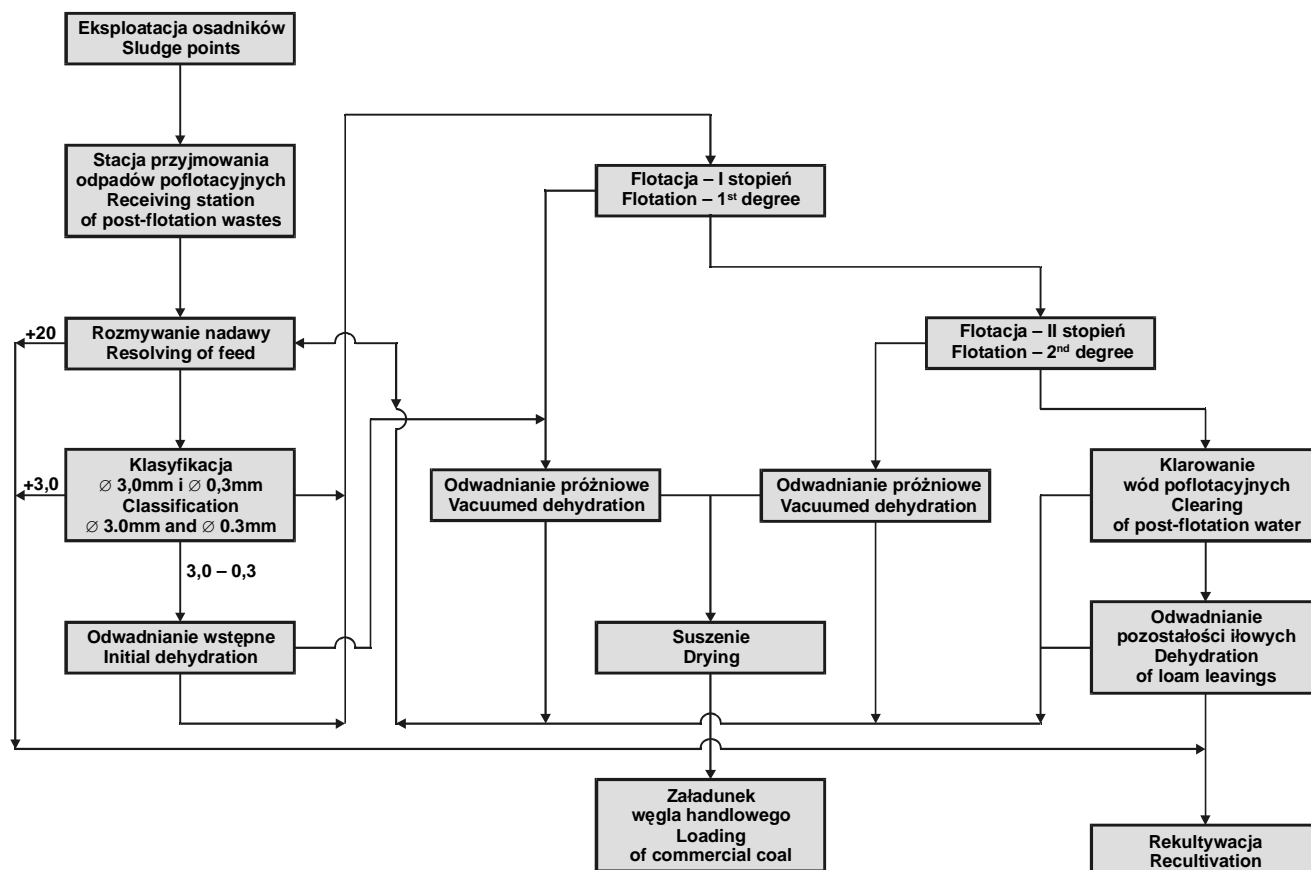 Eksploatacja osadników
Sludge points
Stacja przyjmowania
odpadów poflotacyjnych
Receiving station
of post-flotation wastes
Flotacja – I stopień
Flotation – 1st degree
+20
Rozmywanie nadawy
Resolving of feed
Flotacja – II stopień
Flotation – 2nd degree
+3,0
Klasyfikacja
∅ 3,0mm i ∅ 0,3mm
Classification
∅ 3.0mm and ∅ 0.3mm
Odwadnianie próżniowe
Vacuumed dehydration
Odwadnianie próżniowe
Vacuumed dehydration
Klarowanie
wód poflotacyjnych
Clearing
of post-flotation water
3,0 – 0,3
Odwadnianie wstępne
Initial dehydration
Suszenie
Drying
Odwadnianie
pozostałości iłowych
Dehydration
of loam leavings
Załadunek
węgla handlowego
Loading
of commercial coal
Rekultywacja
Recultivation